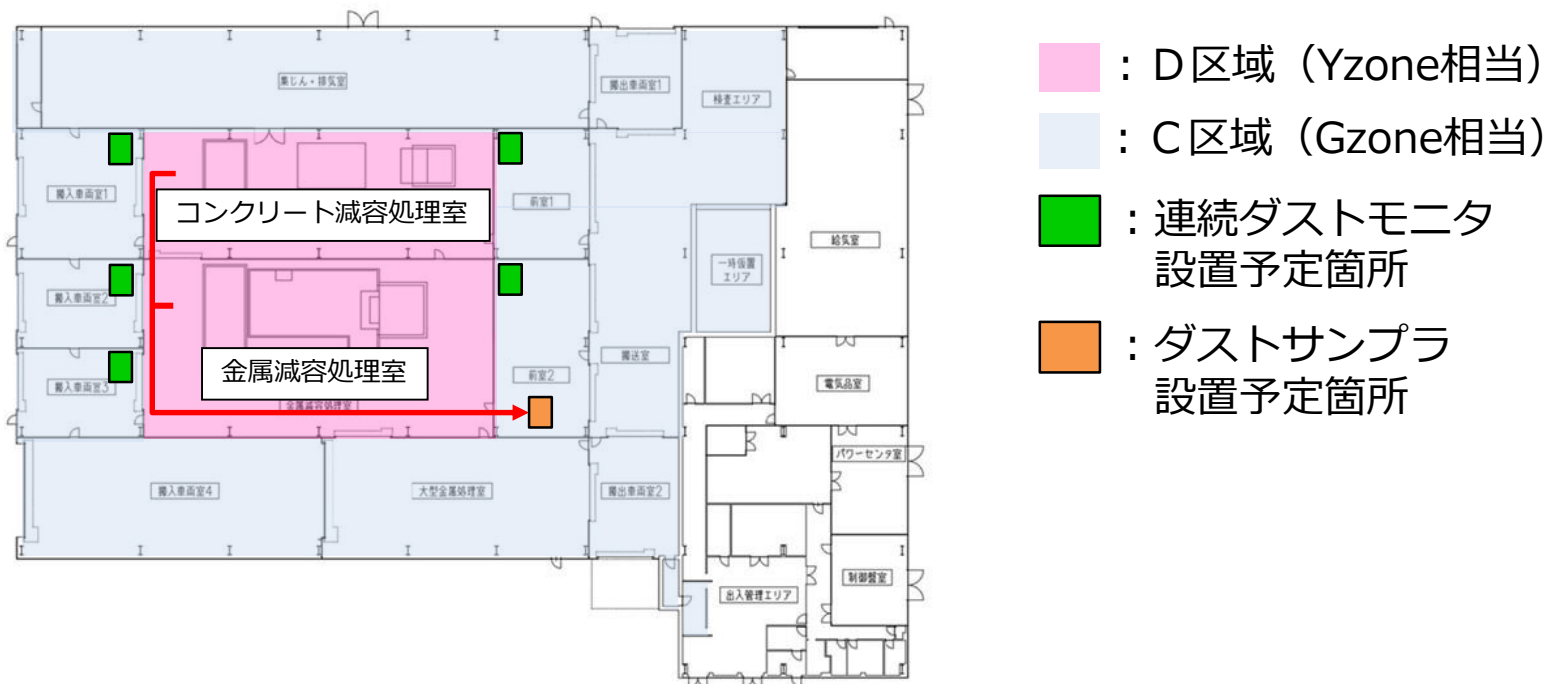 集じん・排気室
搬出車両室1
検査エリア
搬入車両室1
コンクリート減容処理室
前室1
給気室
一時仮置
エリア
搬入車両室2
搬送室
金属減容処理室
前室2
電気品室
搬入車両室3
金属減容処理室
パワーセンタ室
搬入車両室4
大型金属処理室
搬出車両室2
制御盤室
出入管理エリア
：D区域（Yzone相当）
：C区域（Gzone相当）
：連続ダストモニタ
設置予定箇所
：ダストサンプラ
設置予定箇所